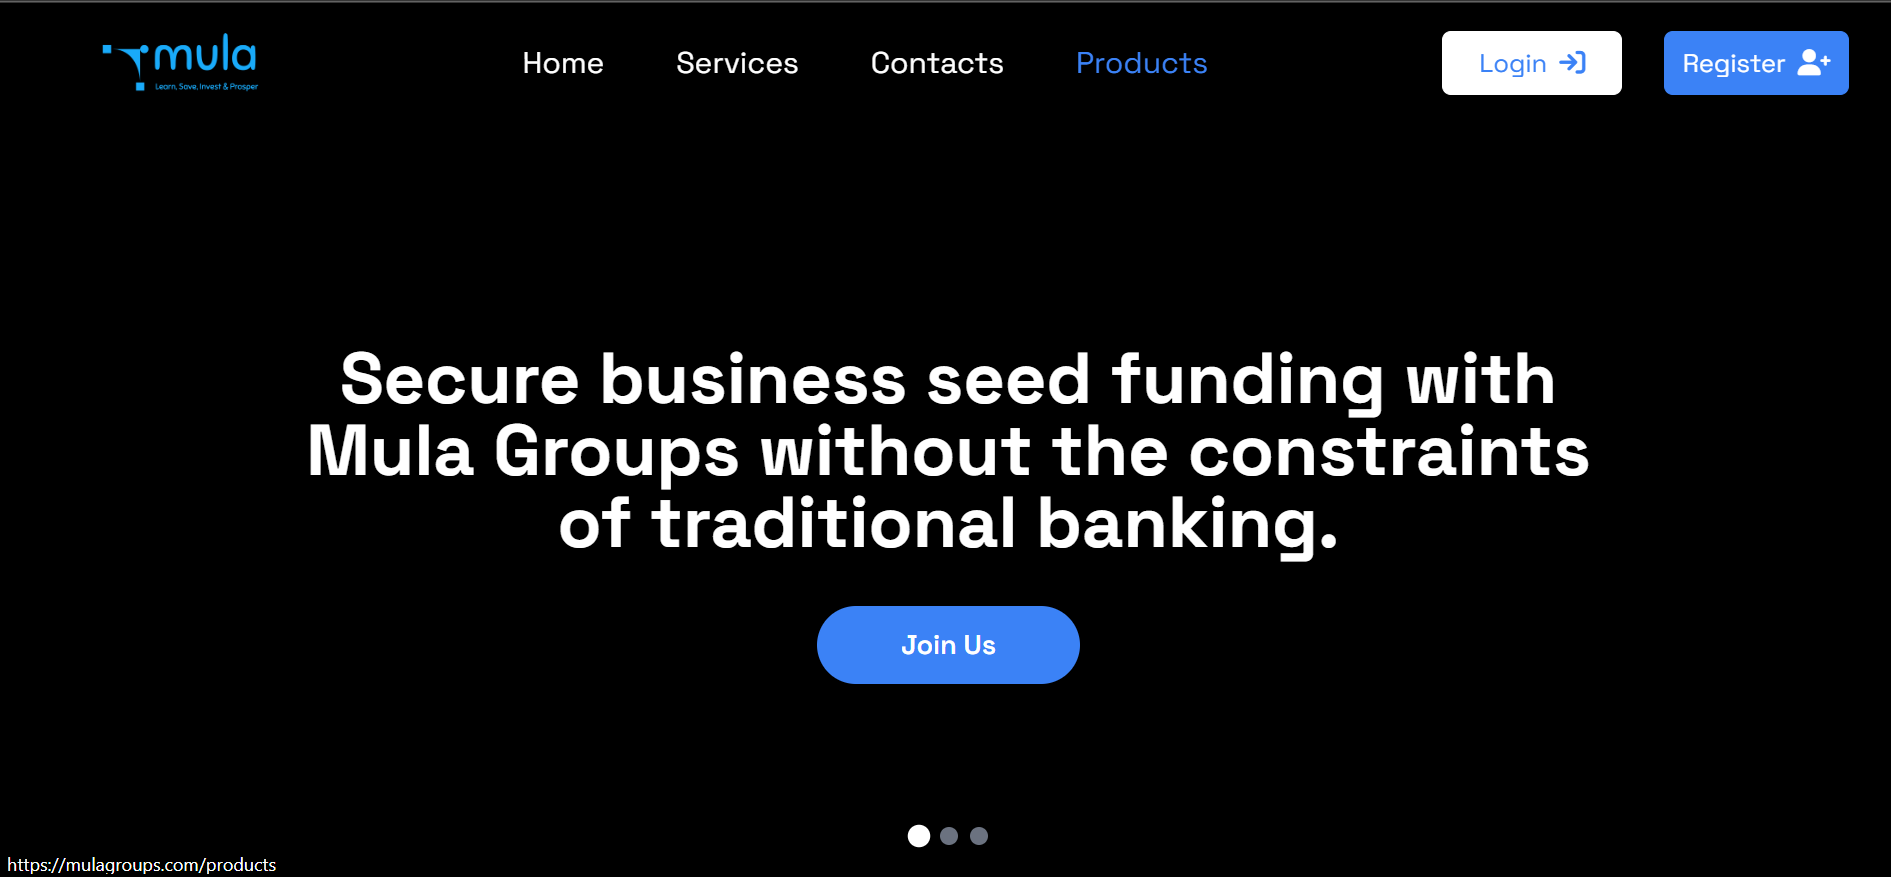 mula
Learn, Save, Invest & Prosper
Home Services Contacts Products
Login Register
Secure business seed funding with
Mula Groups without the constraints
of traditional banking.
Join Us
https://mulagroups.com/products